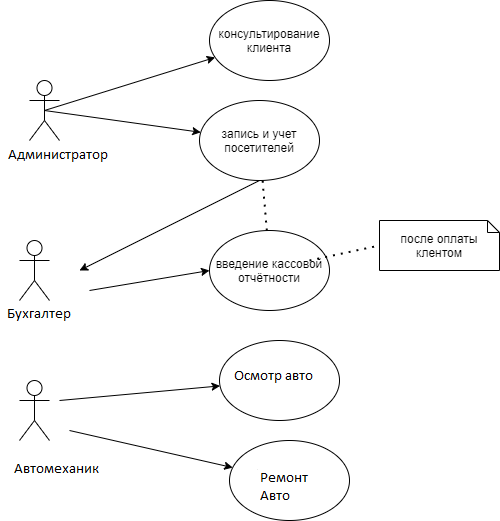 консультирование
клиента
запись и учет
посетителей
Администратор
введение кассовой
отчётности
после оплаты
клентом
Бухгалтер
Осмотр авто
Автомеханик
Ремонт
Авто